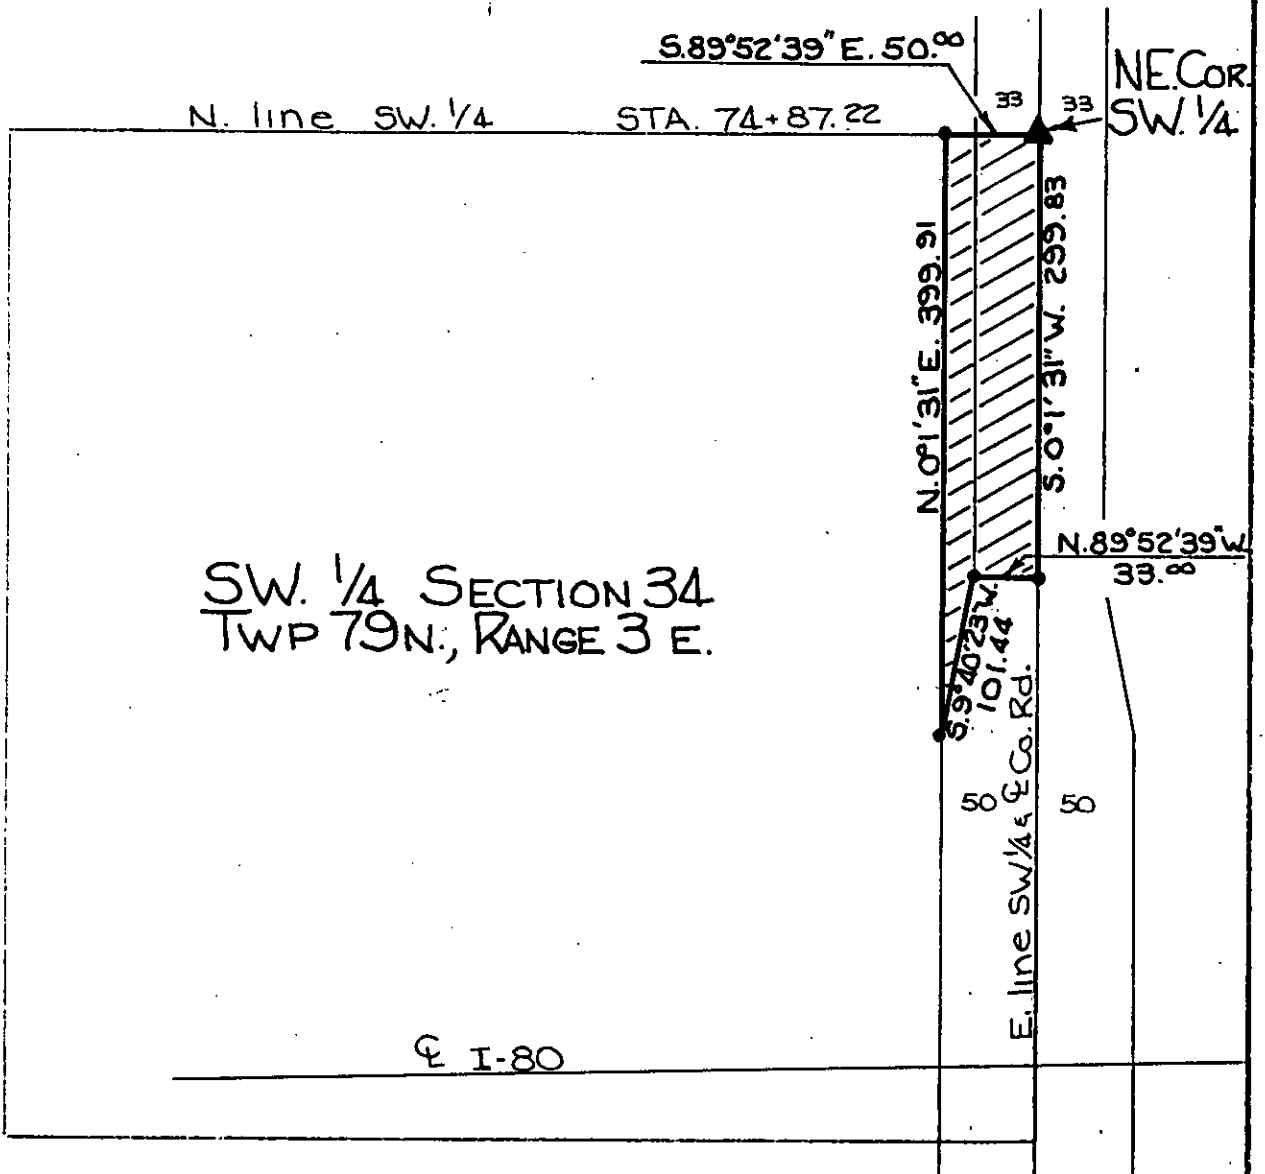 S.89°52'39" E. 50.00
NE. COR.
SW. 1/4
33
33
N. line SW. 1/4 STA. 74+87.22
N.0°1'31"E. 399.91
S.0°1'31"W. 299.83
N.89°52'39"W
33.00
SW. 1/4 SECTION 34
TWP 79N., RANGE 3 E.
S.9°40'23"W.
101.44
E. line SW 1/4 & ℄ Co. Rd.
50
50
℄ I-80